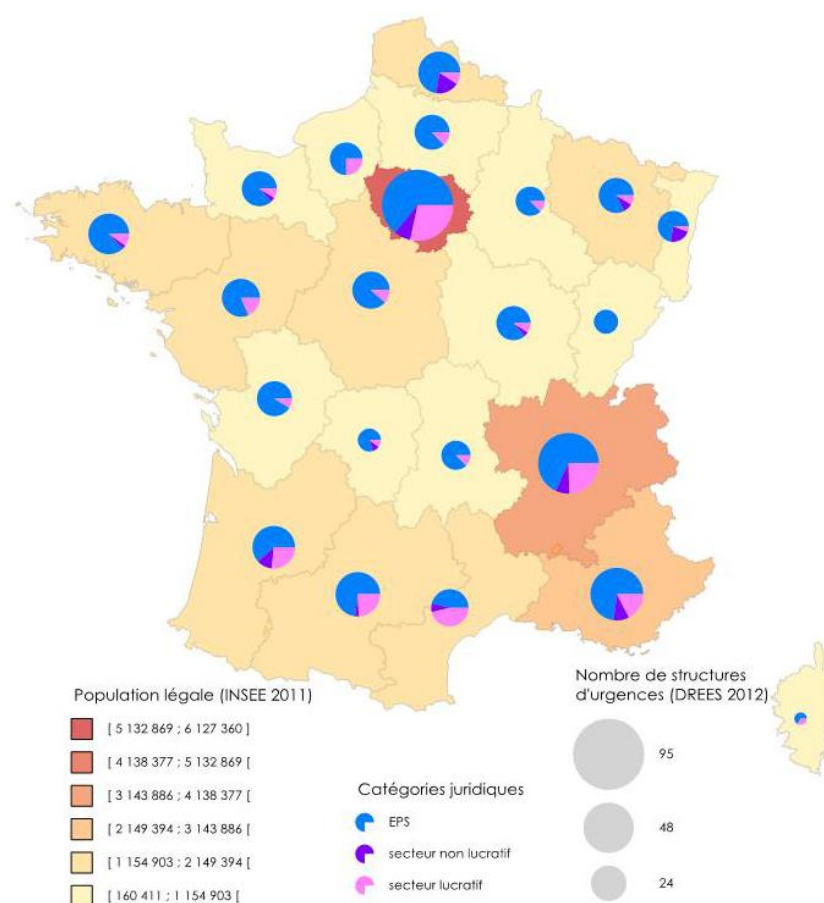 Population légale (INSEE 2011)
[ 5 132 869 ; 6 127 360 ]
[ 4 138 377 ; 5 132 869 [
[ 3 143 886 ; 4 138 377 [
[ 2 149 394 ; 3 143 886 [
[ 1 154 903 ; 2 149 394 [
[ 160 411 ; 1 154 903 [
Catégories juridiques
EPS
secteur non lucratif
secteur lucratif
Nombre de structures
d'urgences (DREES 2012)
95
48
24